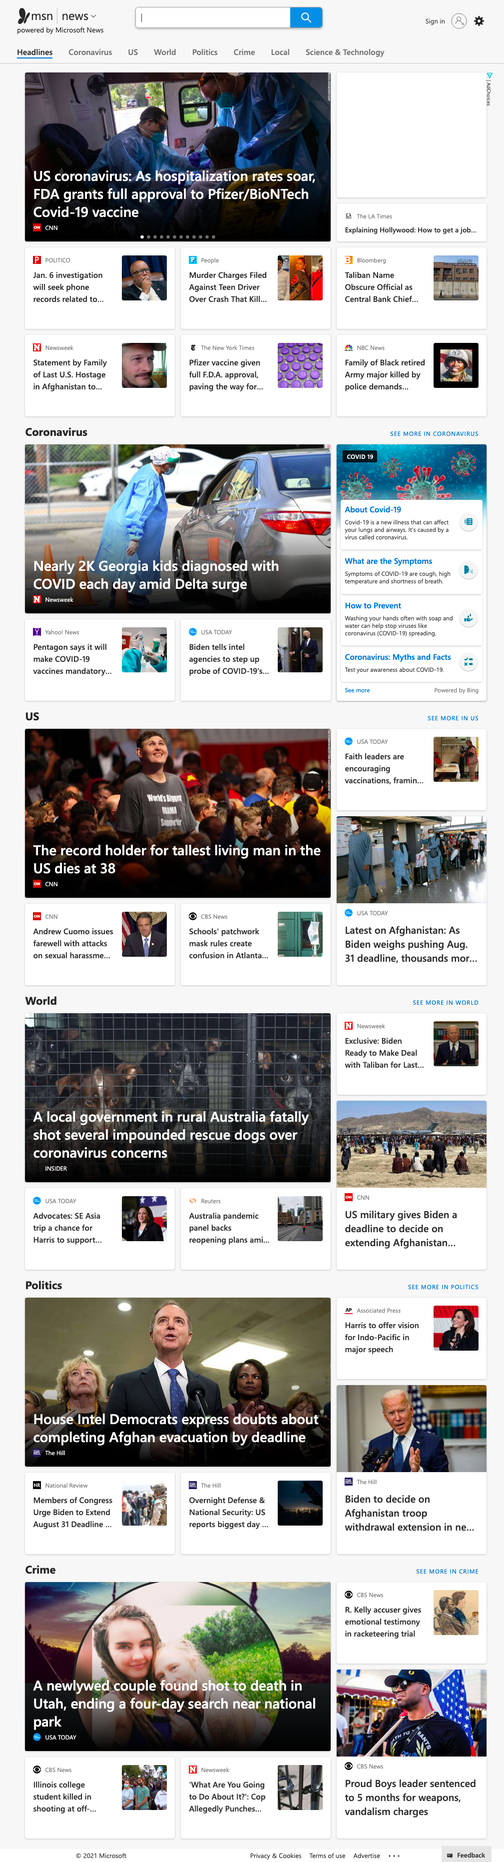 msn news
powered by Microsoft News
Sign in
Headlines Coronavirus US World Politics Crime Local Science & Technology
US coronavirus: As hospitalization rates soar,
FDA grants full approval to Pfizer/BioNTech
Covid-19 vaccine
CNN
AdChoices
The LA Times
Explaining Hollywood: How to get a job...
POLITICO
Jan. 6 investigation
will seek phone
records related to...
People
Murder Charges Filed
Against Teen Driver
Over Crash That Kill...
Bloomberg
Taliban Name
Obscure Official as
Central Bank Chief...
Newsweek
Statement by Family
of Last U.S. Hostage
in Afghanistan to...
The New York Times
Pfizer vaccine given
full F.D.A. approval,
paving the way for...
NBC News
Family of Black retired
Army major killed by
police demands...
Coronavirus
SEE MORE IN CORONAVIRUS
Nearly 2K Georgia kids diagnosed with
COVID each day amid Delta surge
Newsweek
COVID 19
About Covid-19
Covid-19 is a new illness that can affect
your lungs and airways. It's caused by a
virus called coronavirus.
What are the Symptoms
Symptoms of COVID-19 are cough, high
temperature and shortness of breath.
How to Prevent
Washing your hands often with soap and
water can help stop viruses like
coronavirus (COVID-19) spreading.
Coronavirus: Myths and Facts
Test your awareness about COVID-19.
See more
Powered by Bing
Yahoo! News
Pentagon says it will
make COVID-19
vaccines mandatory...
USA TODAY
Biden tells intel
agencies to step up
probe of COVID-19's...
US
SEE MORE IN US
World's Biggest
Supporter
The record holder for tallest living man in the
US dies at 38
CNN
USA TODAY
Faith leaders are
encouraging
vaccinations, framin...
USA TODAY
Latest on Afghanistan: As
Biden weighs pushing Aug.
31 deadline, thousands mor...
CNN
Andrew Cuomo issues
farewell with attacks
on sexual harassme...
CBS News
Schools' patchwork
mask rules create
confusion in Atlanta...
World
SEE MORE IN WORLD
A local government in rural Australia fatally
shot several impounded rescue dogs over
coronavirus concerns
INSIDER
Newsweek
Exclusive: Biden
Ready to Make Deal
with Taliban for Last...
CNN
US military gives Biden a
deadline to decide on
extending Afghanistan...
USA TODAY
Advocates: SE Asia
trip a chance for
Harris to support...
Reuters
Australia pandemic
panel backs
reopening plans ami...
Politics
SEE MORE IN POLITICS
House Intel Democrats express doubts about
completing Afghan evacuation by deadline
The Hill
AP Associated Press
Harris to offer vision
for Indo-Pacific in
major speech
The Hill
Biden to decide on
Afghanistan troop
withdrawal extension in ne...
NR National Review
Members of Congress
Urge Biden to Extend
August 31 Deadline ...
The Hill
Overnight Defense &
National Security: US
reports biggest day ...
Crime
SEE MORE IN CRIME
A newlywed couple found shot to death in
Utah, ending a four-day search near national
park
USA TODAY
CBS News
R. Kelly accuser gives
emotional testimony
in racketeering trial
CBS News
Proud Boys leader sentenced
to 5 months for weapons,
vandalism charges
CBS News
Illinois college
student killed in
shooting at off-...
Newsweek
'What Are You Going
to Do About It?': Cop
Allegedly Punches...
© 2021 Microsoft
Privacy & Cookies Terms of use Advertise ...
Feedback